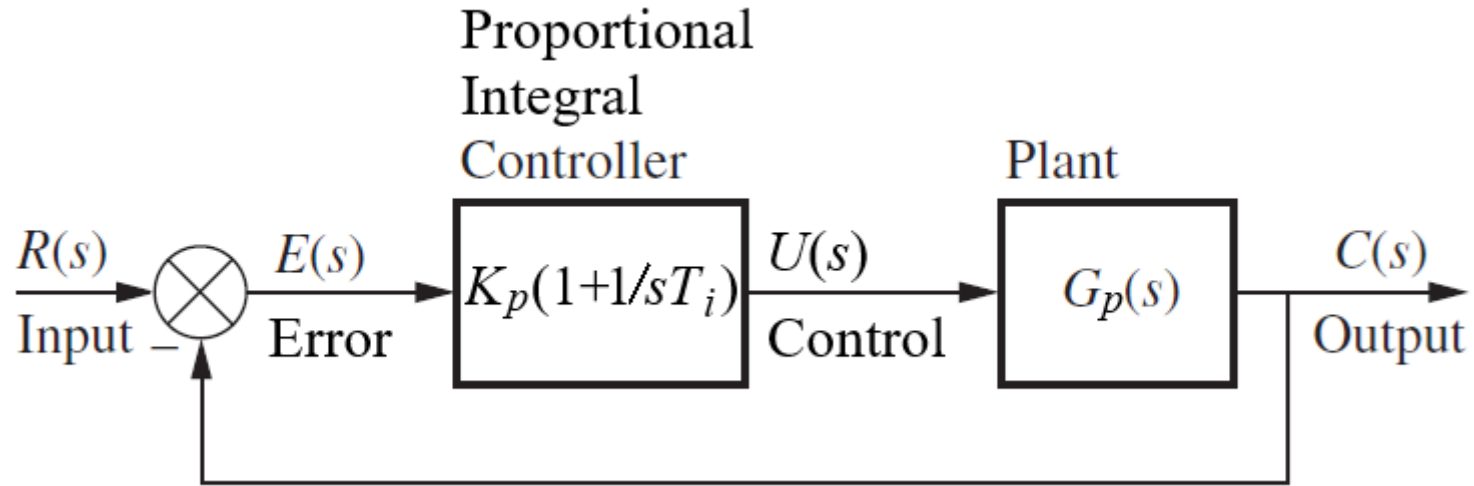 Proportional
Integral
Controller
Plant
R(s)
E(s)
K_p(1+1/sT_i)
U(s)
G_p(s)
C(s)
Input
–
Error
Control
Output